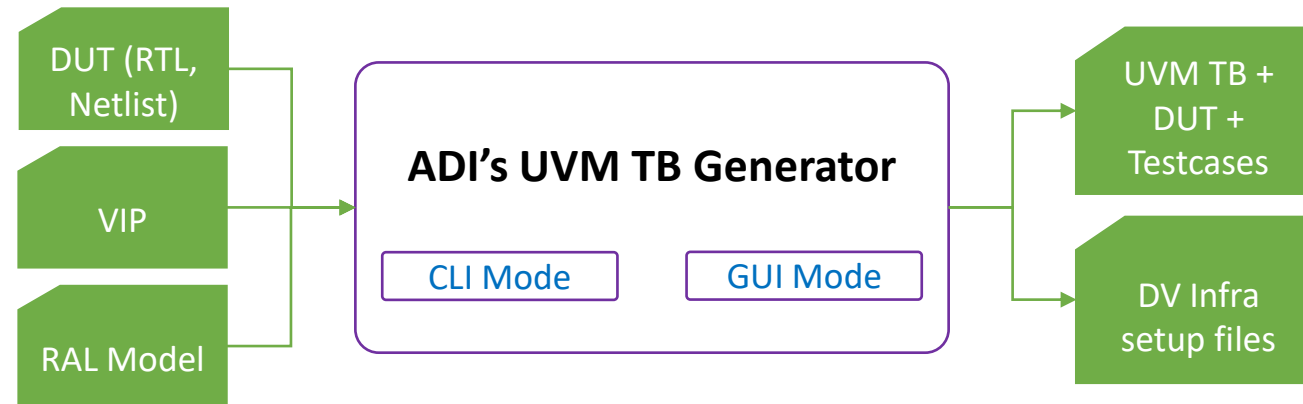 DUT (RTL,
Netlist)
VIP
RAL Model
ADI's UVM TB Generator
CLI Mode
GUI Mode
UVM TB +
DUT +
Testcases
DV Infra
setup files